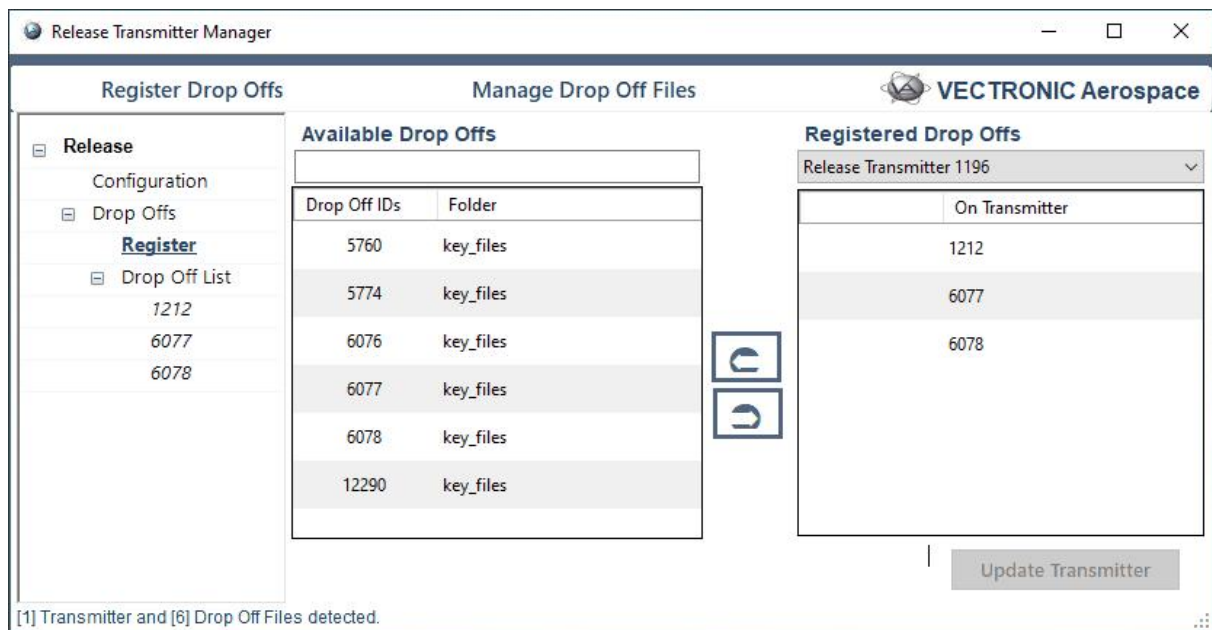 Release Transmitter Manager
Register Drop Offs
Manage Drop Off Files
VECTRONIC Aerospace
Release
Configuration
Drop Offs
Register
Drop Off List
1212
6077
6078
Available Drop Offs
Drop Off IDs Folder
5760 key_files
5774 key_files
6076 key_files
6077 key_files
6078 key_files
12290 key_files
Registered Drop Offs
Release Transmitter 1196
On Transmitter
1212
6077
6078
Update Transmitter
[1] Transmitter and [6] Drop Off Files detected.